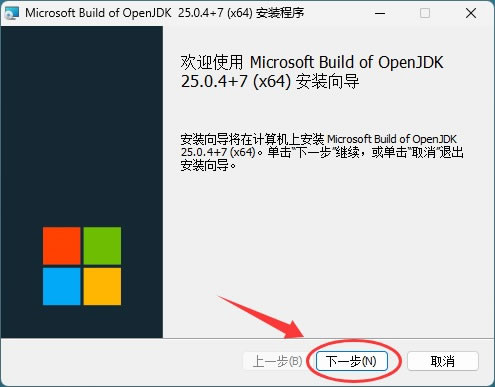 Microsoft Build of OpenJDK  25.0.4+7 (x64) 安装程序
欢迎使用 Microsoft Build of OpenJDK
25.0.4+7 (x64) 安装向导
安装向导将在计算机上安装 Microsoft Build of OpenJDK
25.0.4+7 (x64)。单击“下一步”继续，或单击“取消”退出
安装向导。
上一步(B) 下一步(N) 取消